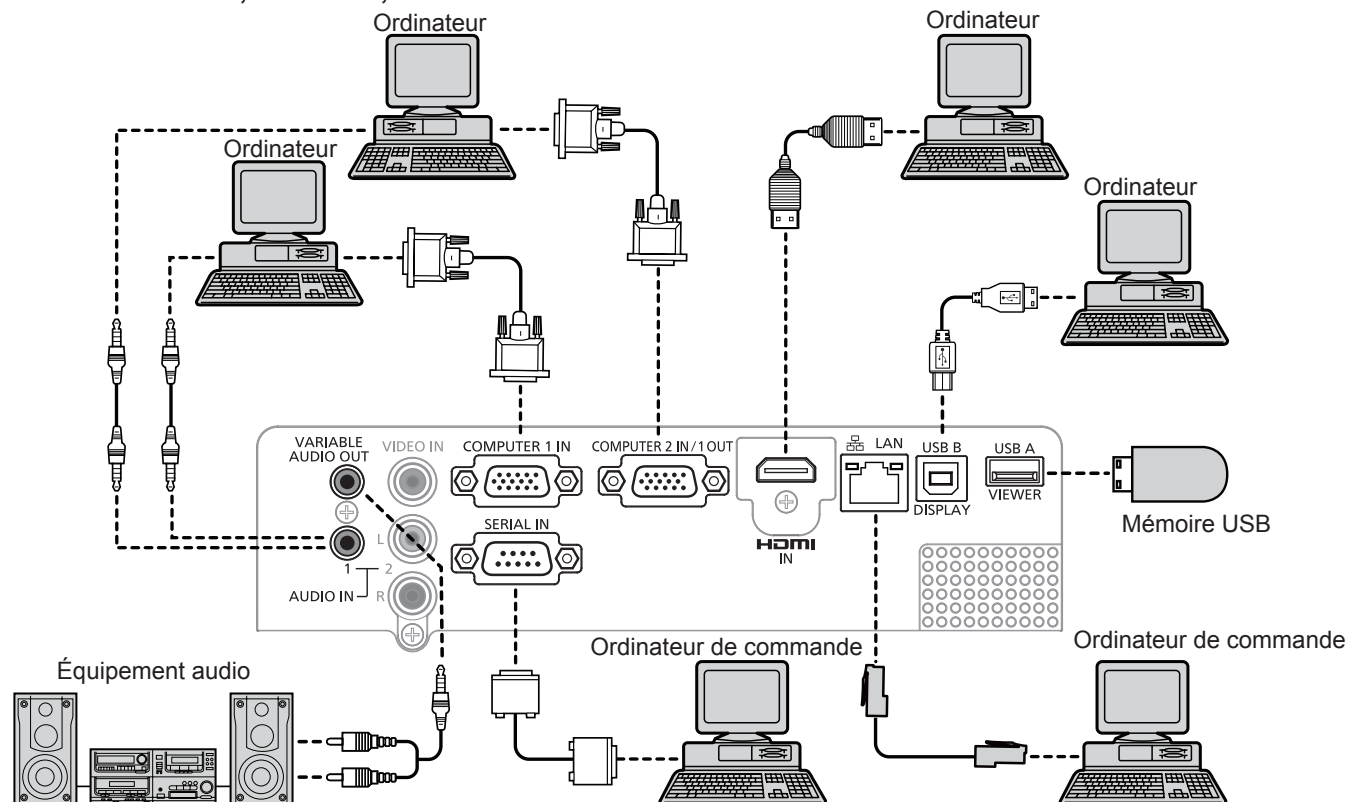 Ordinateur
Ordinateur
Ordinateur
Ordinateur
VARIABLE
AUDIO OUT
VIDEO IN
COMPUTER 1 IN
COMPUTER 2 IN / 1 OUT
LAN
USB B
USB A
VIEWER
DISPLAY
Mémoire USB
SERIAL IN
HDMI
IN
L
1
2
AUDIO IN
R
Ordinateur de commande
Ordinateur de commande
Équipement audio